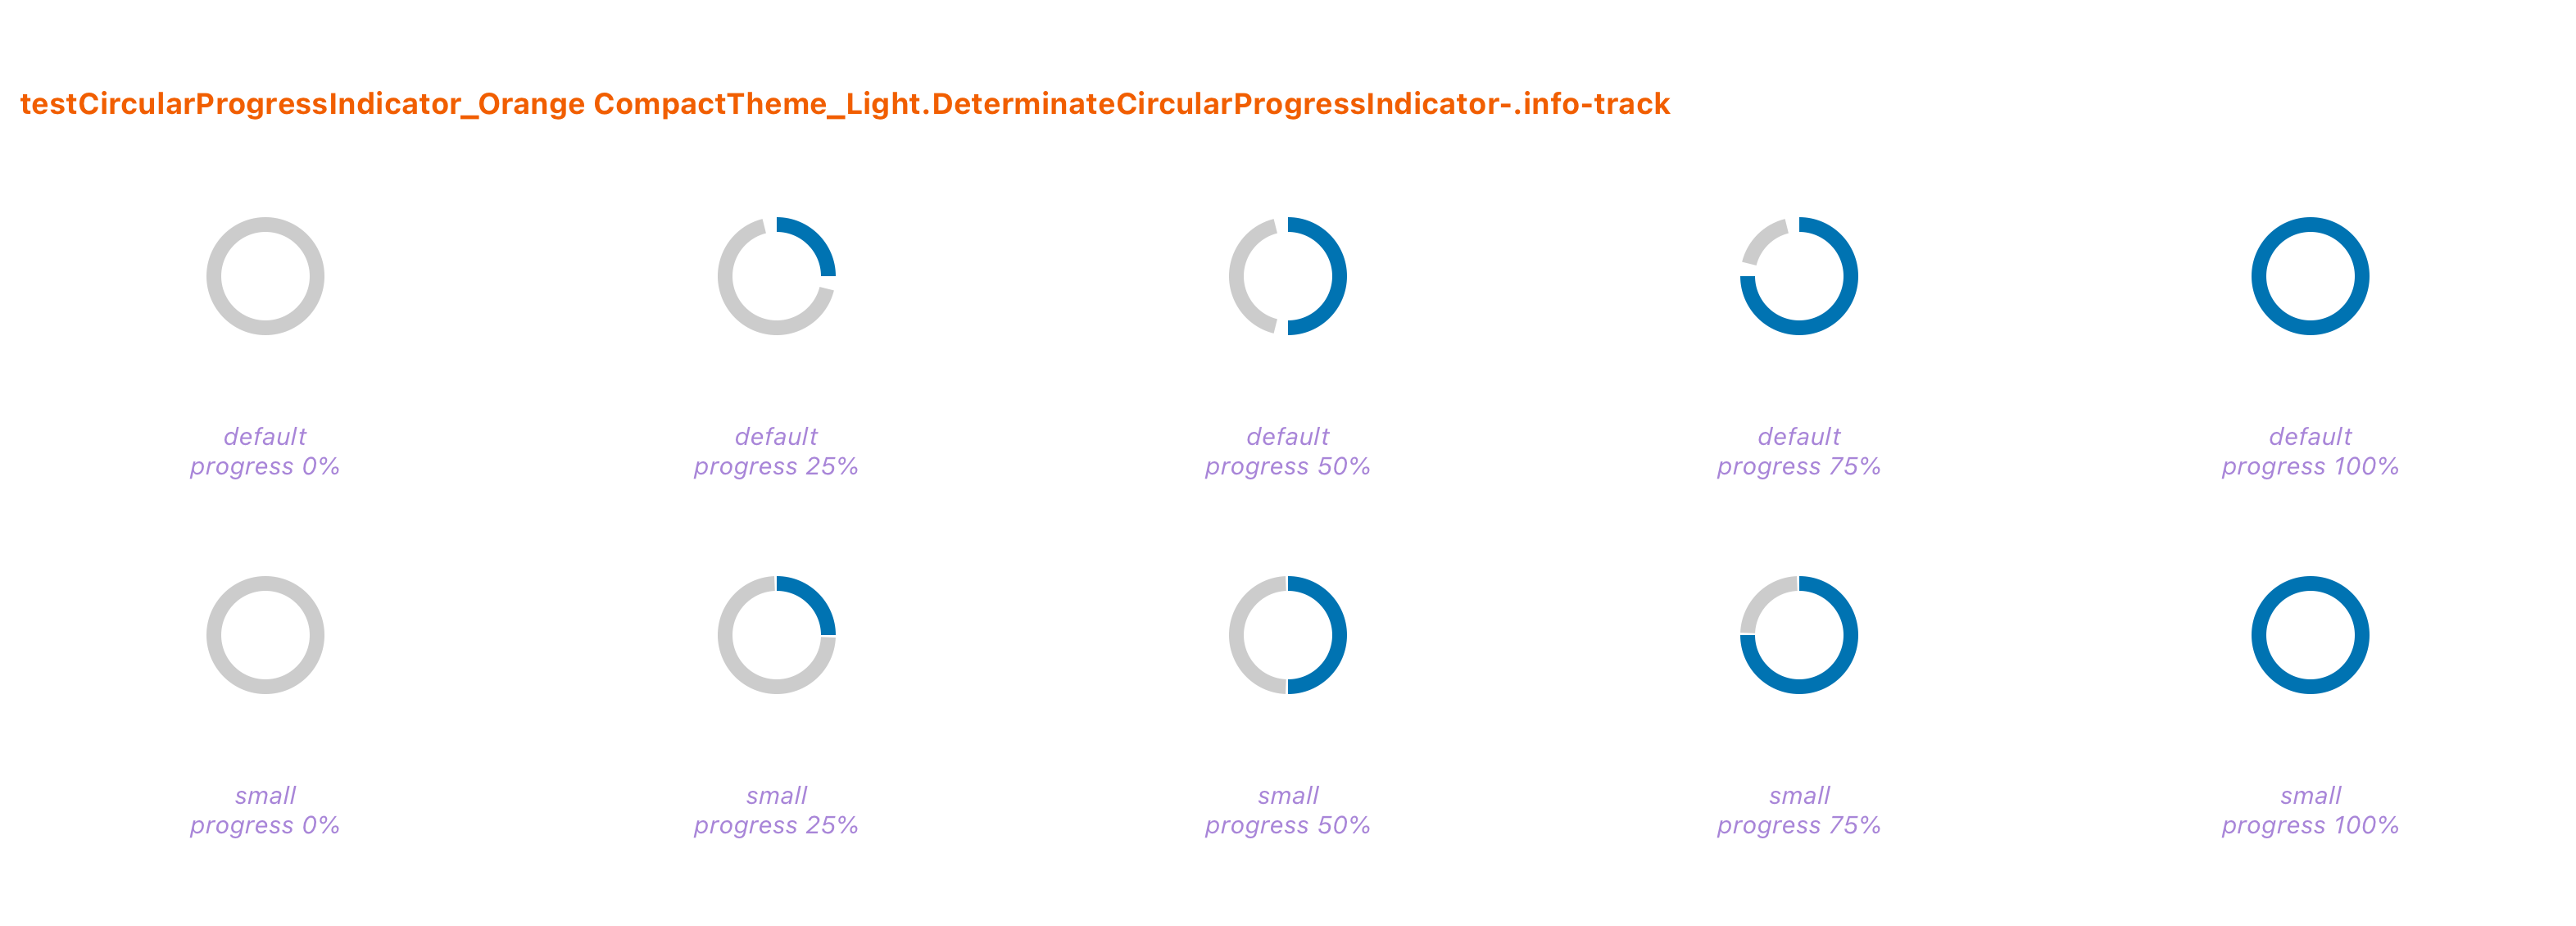 testCircularProgressIndicator_Orange CompactTheme_Light.DeterminateCircularProgressIndicator-.info-track
default
progress 0%
default
progress 25%
default
progress 50%
default
progress 75%
default
progress 100%
small
progress 0%
small
progress 25%
small
progress 50%
small
progress 75%
small
progress 100%